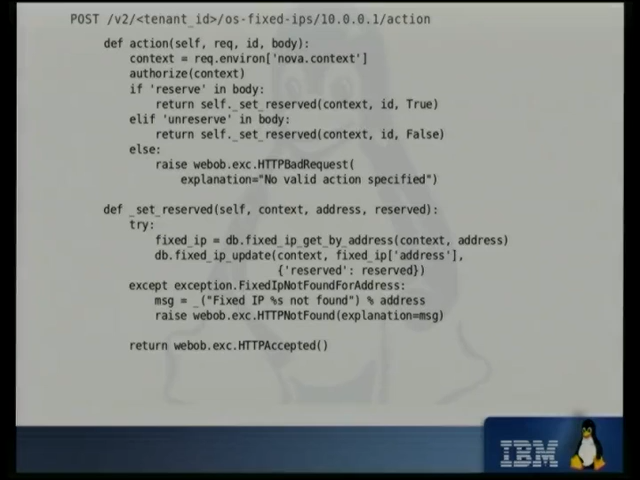 POST /v2/<tenant_id>/os-fixed-ips/10.0.0.1/action
def action(self, req, id, body):
context = req.environ['nova.context']
authorize(context)
if 'reserve' in body:
return self._set_reserved(context, id, True)
elif 'unreserve' in body:
return self._set_reserved(context, id, False)
else:
raise webob.exc.HTTPBadRequest(
explanation="No valid action specified")
def _set_reserved(self, context, address, reserved):
try:
fixed_ip = db.fixed_ip_get_by_address(context, address)
db.fixed_ip_update(context, fixed_ip['address'],
{'reserved': reserved})
except exception.FixedIpNotFoundForAddress:
msg = _("Fixed IP %s not found") % address
raise webob.exc.HTTPNotFound(explanation=msg)
return webob.exc.HTTPAccepted()
IBM